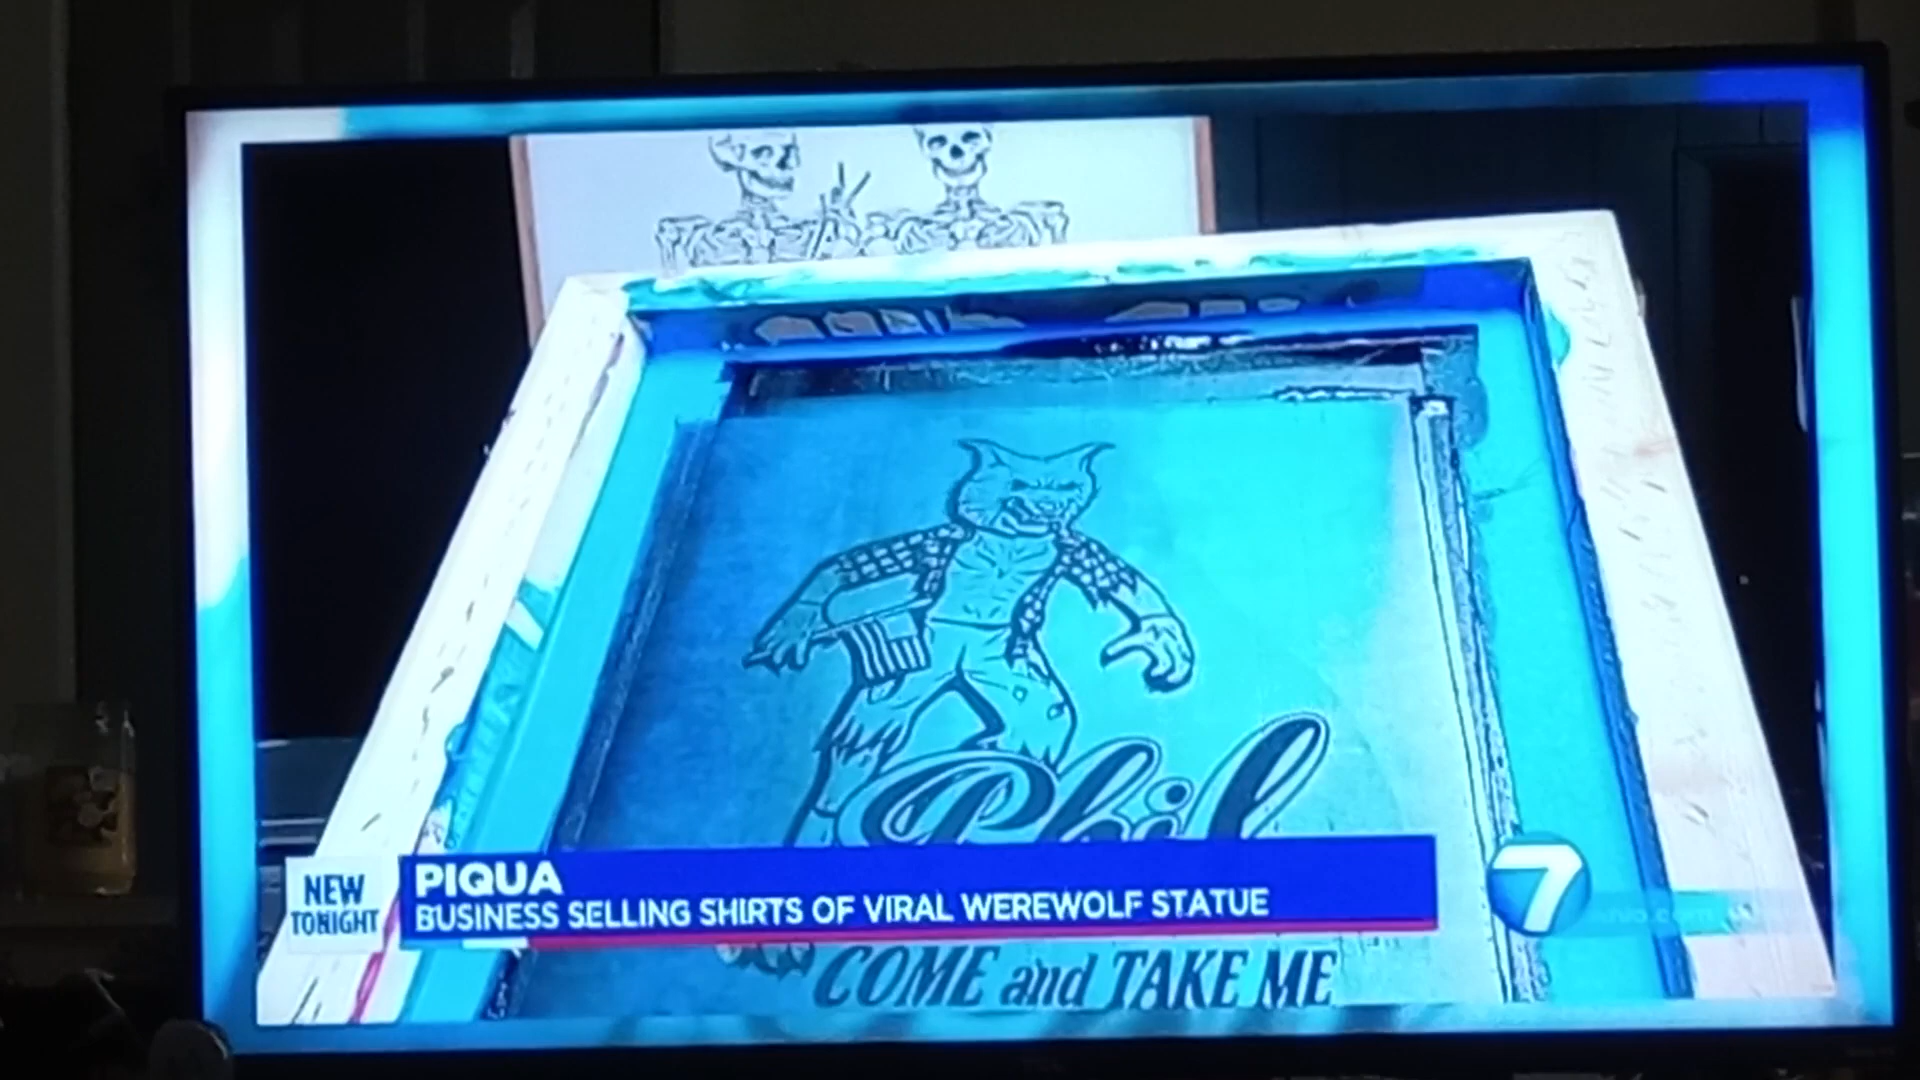 Phil
NEW
TONIGHT
PIQUA
BUSINESS SELLING SHIRTS OF VIRAL WEREWOLF STATUE
7
COME and TAKE ME